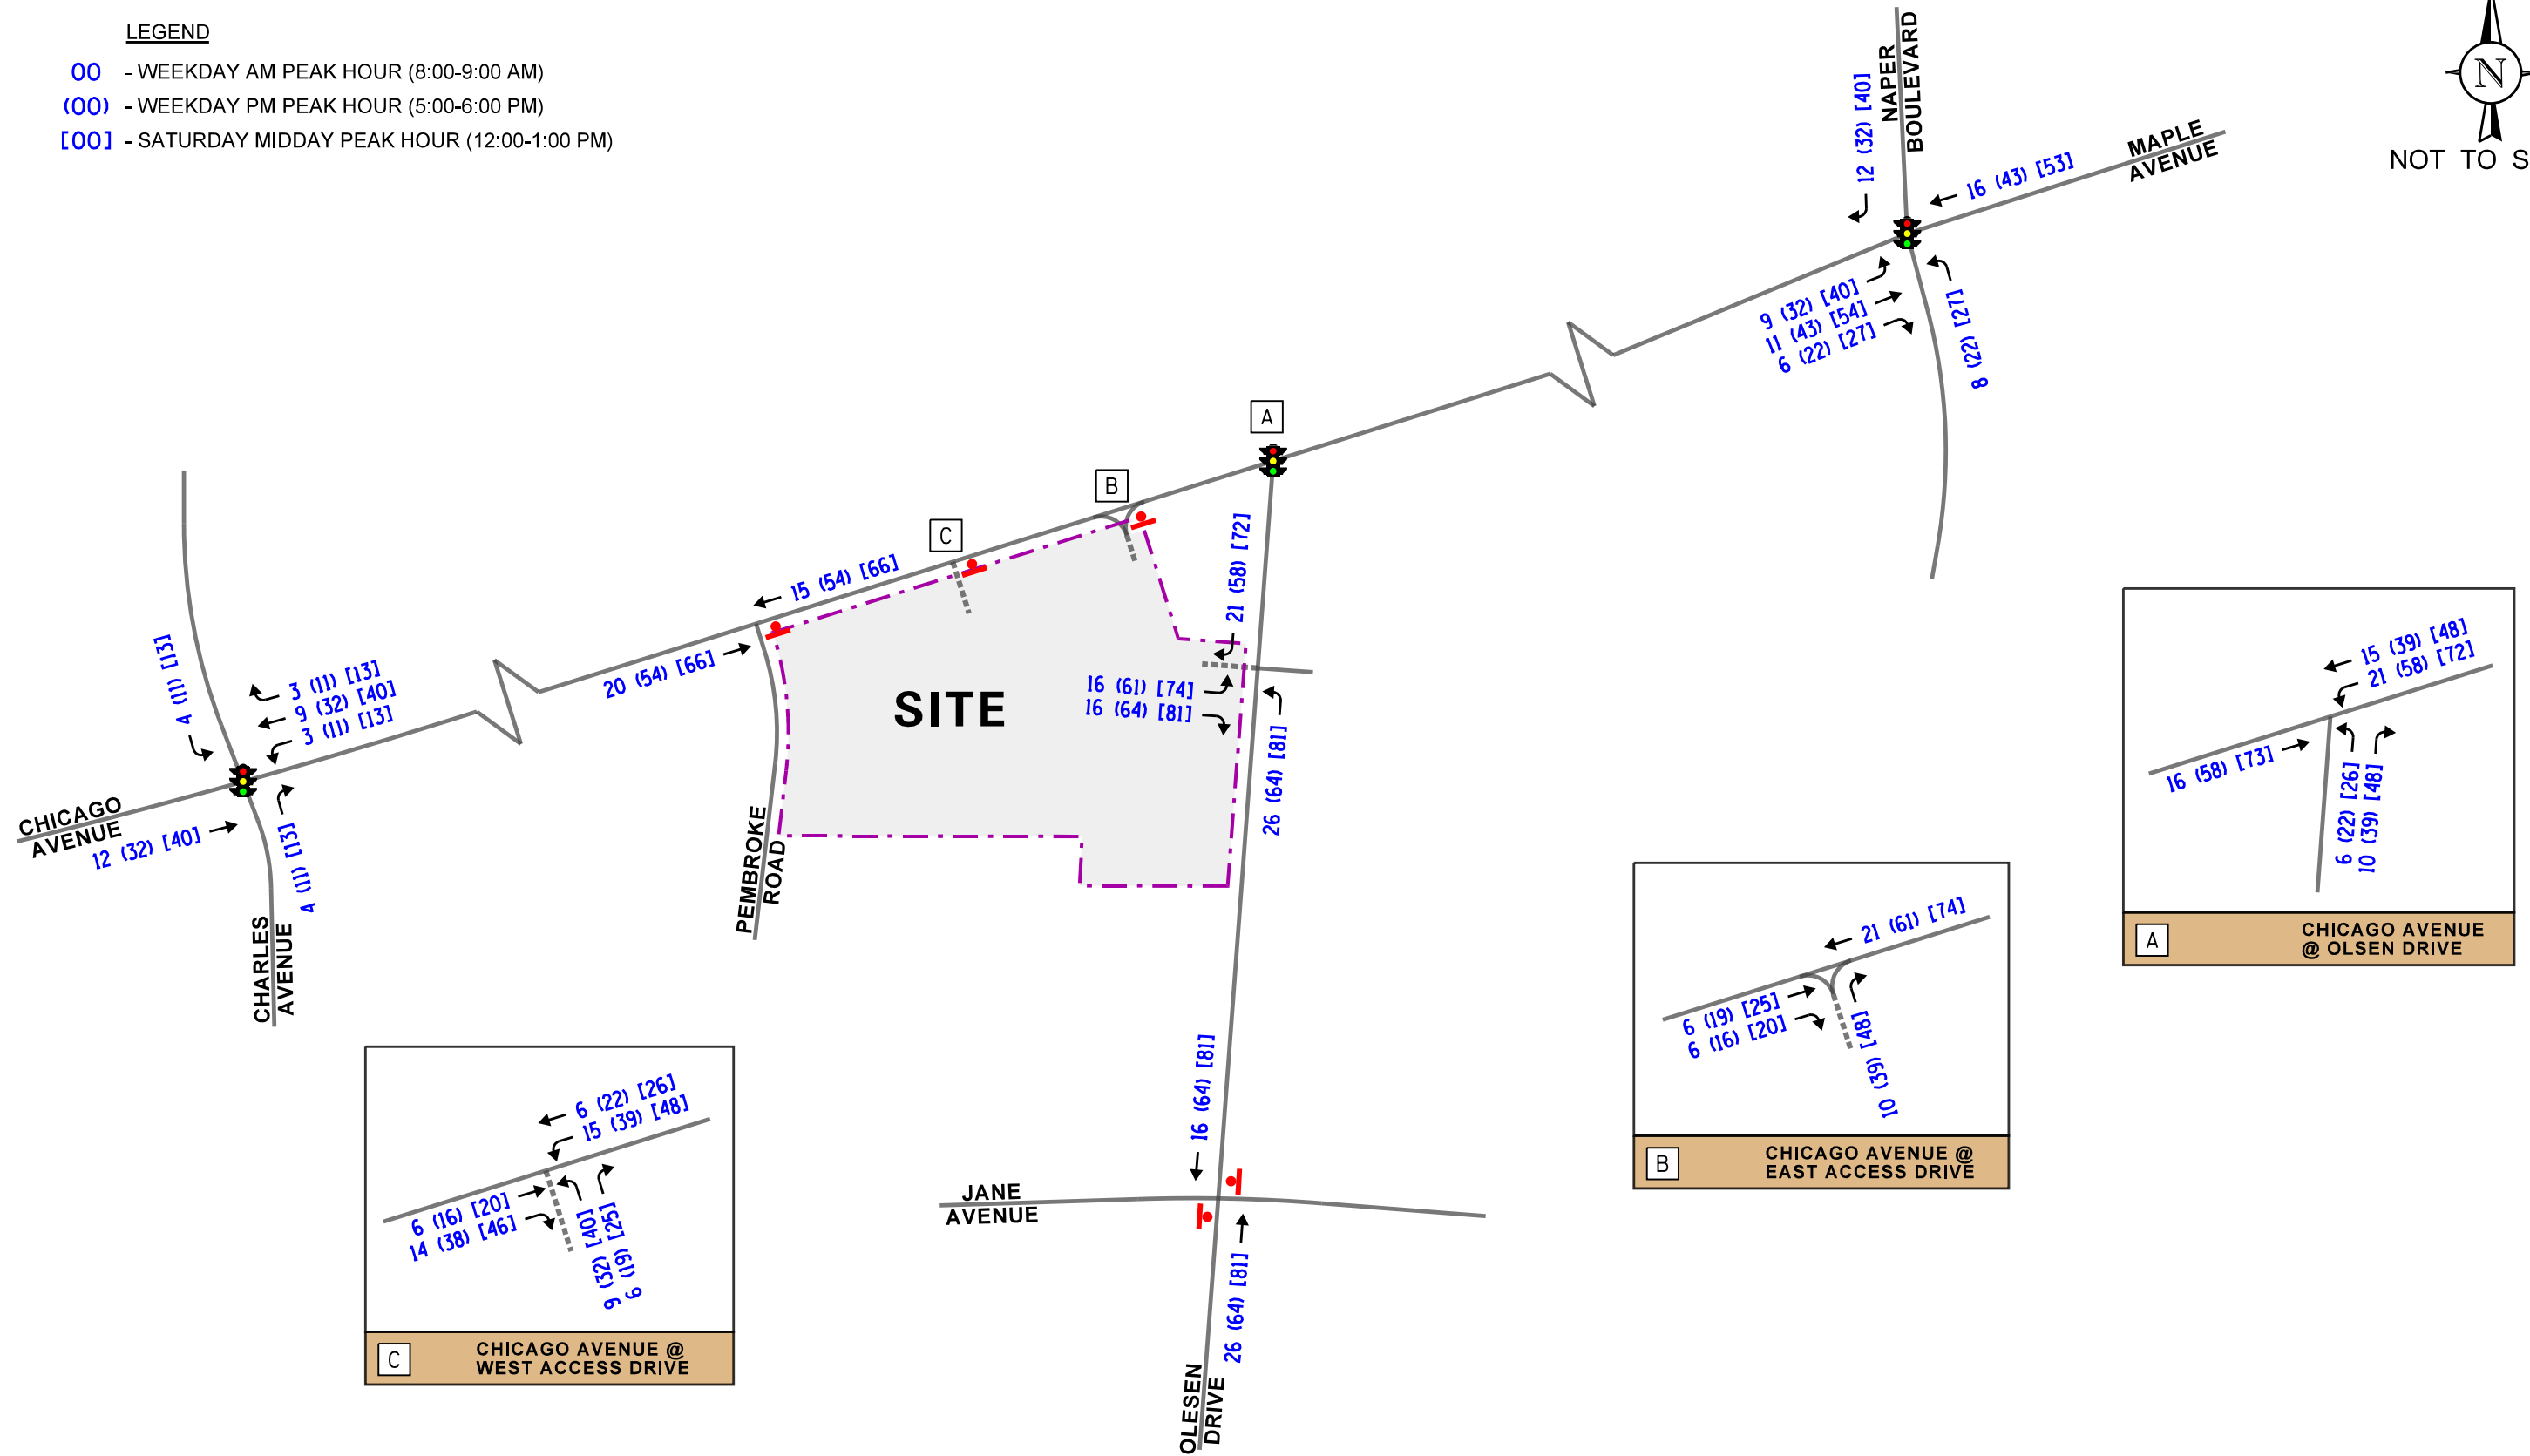 LEGEND
00 - WEEKDAY AM PEAK HOUR (8:00-9:00 AM)
(00) - WEEKDAY PM PEAK HOUR (5:00-6:00 PM)
[00] - SATURDAY MIDDAY PEAK HOUR (12:00-1:00 PM)
N
NOT TO S
NAPER
BOULEVARD
12 (32) [40]
16 (43) [53]
MAPLE
AVENUE
9 (32) [40]
11 (43) [54]
6 (22) [27]
8 (22) [27]
A
B
C
15 (54) [66]
20 (54) [66]
21 (58) [72]
16 (61) [74]
16 (64) [81]
26 (64) [81]
SITE
PEMBROKE
ROAD
4 (11) [13]
3 (11) [13]
9 (32) [40]
3 (11) [13]
CHICAGO
AVENUE
12 (32) [40]
4 (11) [13]
CHARLES
AVENUE
16 (64) [81]
JANE
AVENUE
26 (64) [81]
OLESEN
DRIVE
15 (39) [48]
21 (58) [72]
16 (58) [73]
6 (22) [26]
10 (39) [48]
A
CHICAGO AVENUE
@ OLSEN DRIVE
21 (61) [74]
6 (19) [25]
6 (16) [20]
10 (39) [48]
B
CHICAGO AVENUE @
EAST ACCESS DRIVE
6 (22) [26]
15 (39) [48]
6 (16) [20]
14 (38) [46]
9 (32) [40]
6 (19) [25]
C
CHICAGO AVENUE @
WEST ACCESS DRIVE